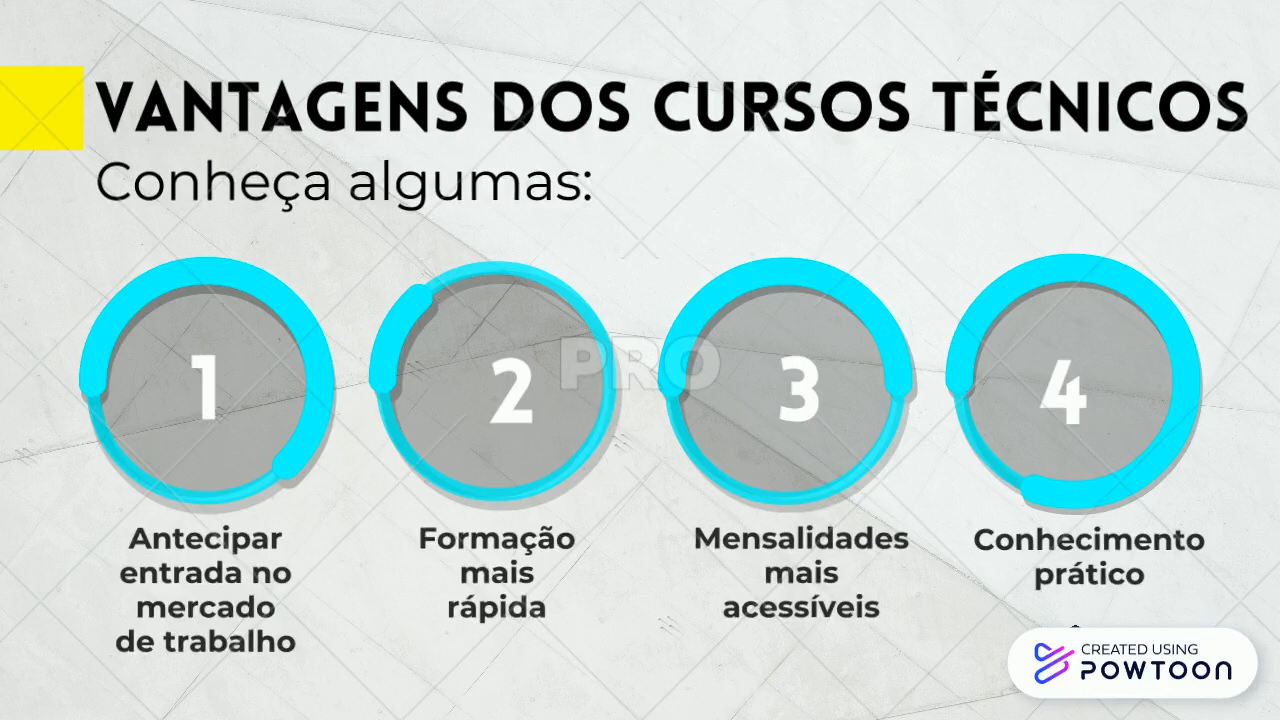 VANTAGENS DOS CURSOS TÉCNICOS
Conheça algumas:
1
2
3
4
PRO
Antecipar
entrada no
mercado
de trabalho
Formação
mais
rápida
Mensalidades
mais
acessíveis
Conhecimento
prático
CREATED USING
POWTOON